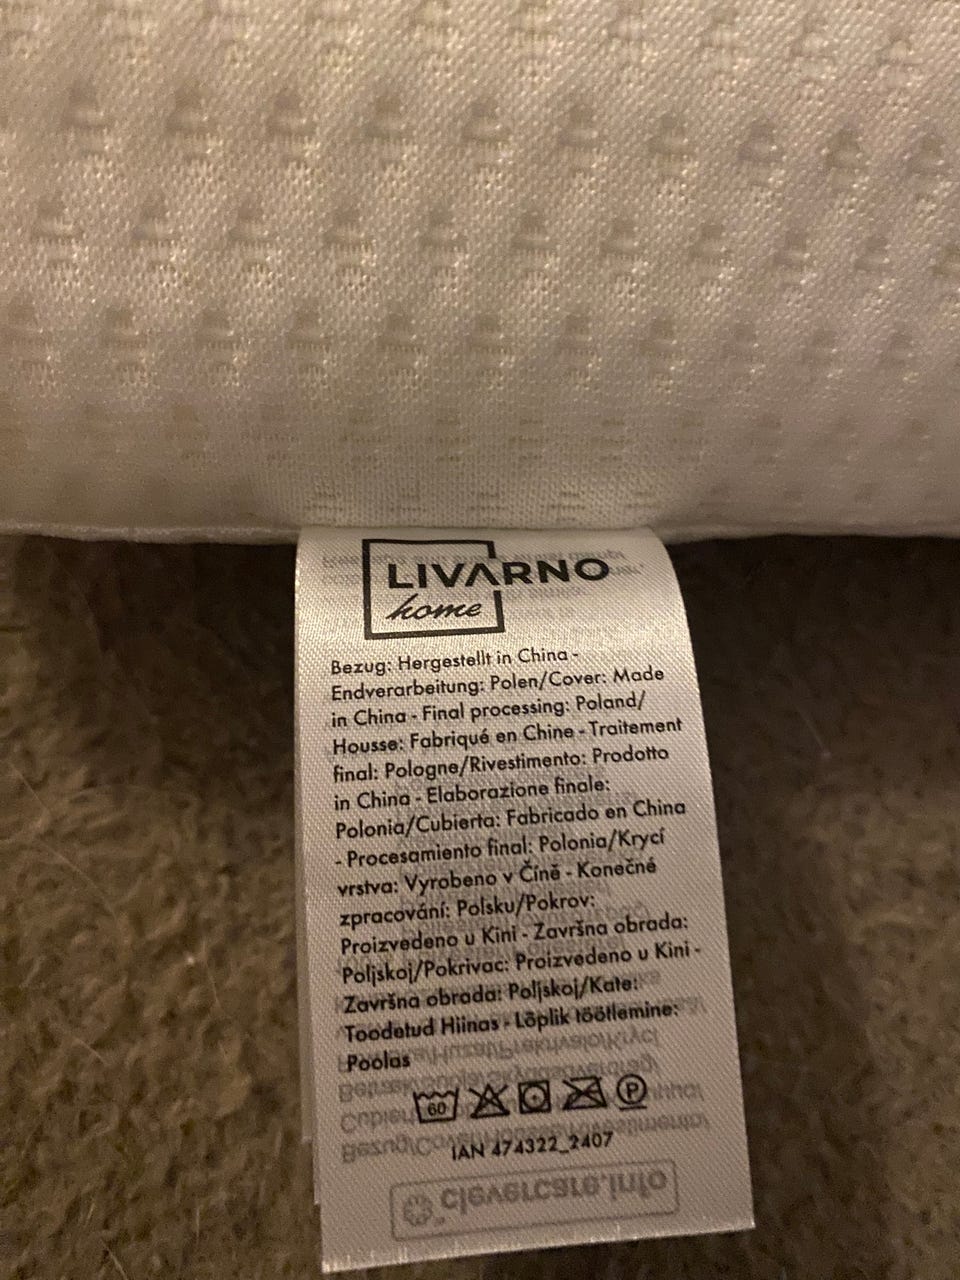 LIVARNO
home
Bezug: Hergestellt in China -
Endverarbeitung: Polen/Cover: Made
in China - Final processing: Poland/
Housse: Fabriqué en Chine - Traitement
final: Pologne/Rivestimento: Prodotto
in China - Elaborazione finale:
Polonia/Cubierta: Fabricado en China
- Procesamiento final: Polonia/Krycí
vrstva: Vyrobeno v Číně - Konečné
zpracování: Polsku/Pokrov:
Proizvedeno u Kini - Završna obrada:
Poljskoj/Pokrivac: Proizvedeno u Kini -
Završna obrada: Poljskoj/Kate:
Toodetud Hiinas - Lõplik töötlemine:
Poolas
60 P
IAN 474322_2407
clevercare.info